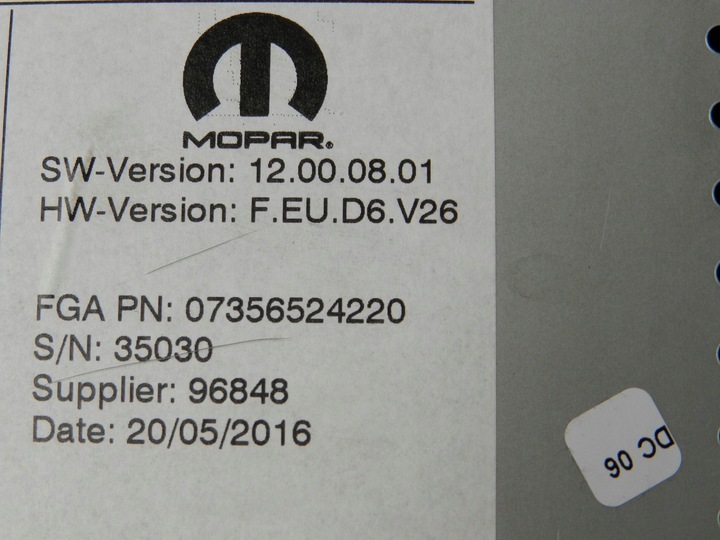 MOPAR®
SW-Version: 12.00.08.01
HW-Version: F.EU.D6.V26
FGA PN: 07356524220
S/N: 35030
Supplier: 96848
Date: 20/05/2016
DC 06